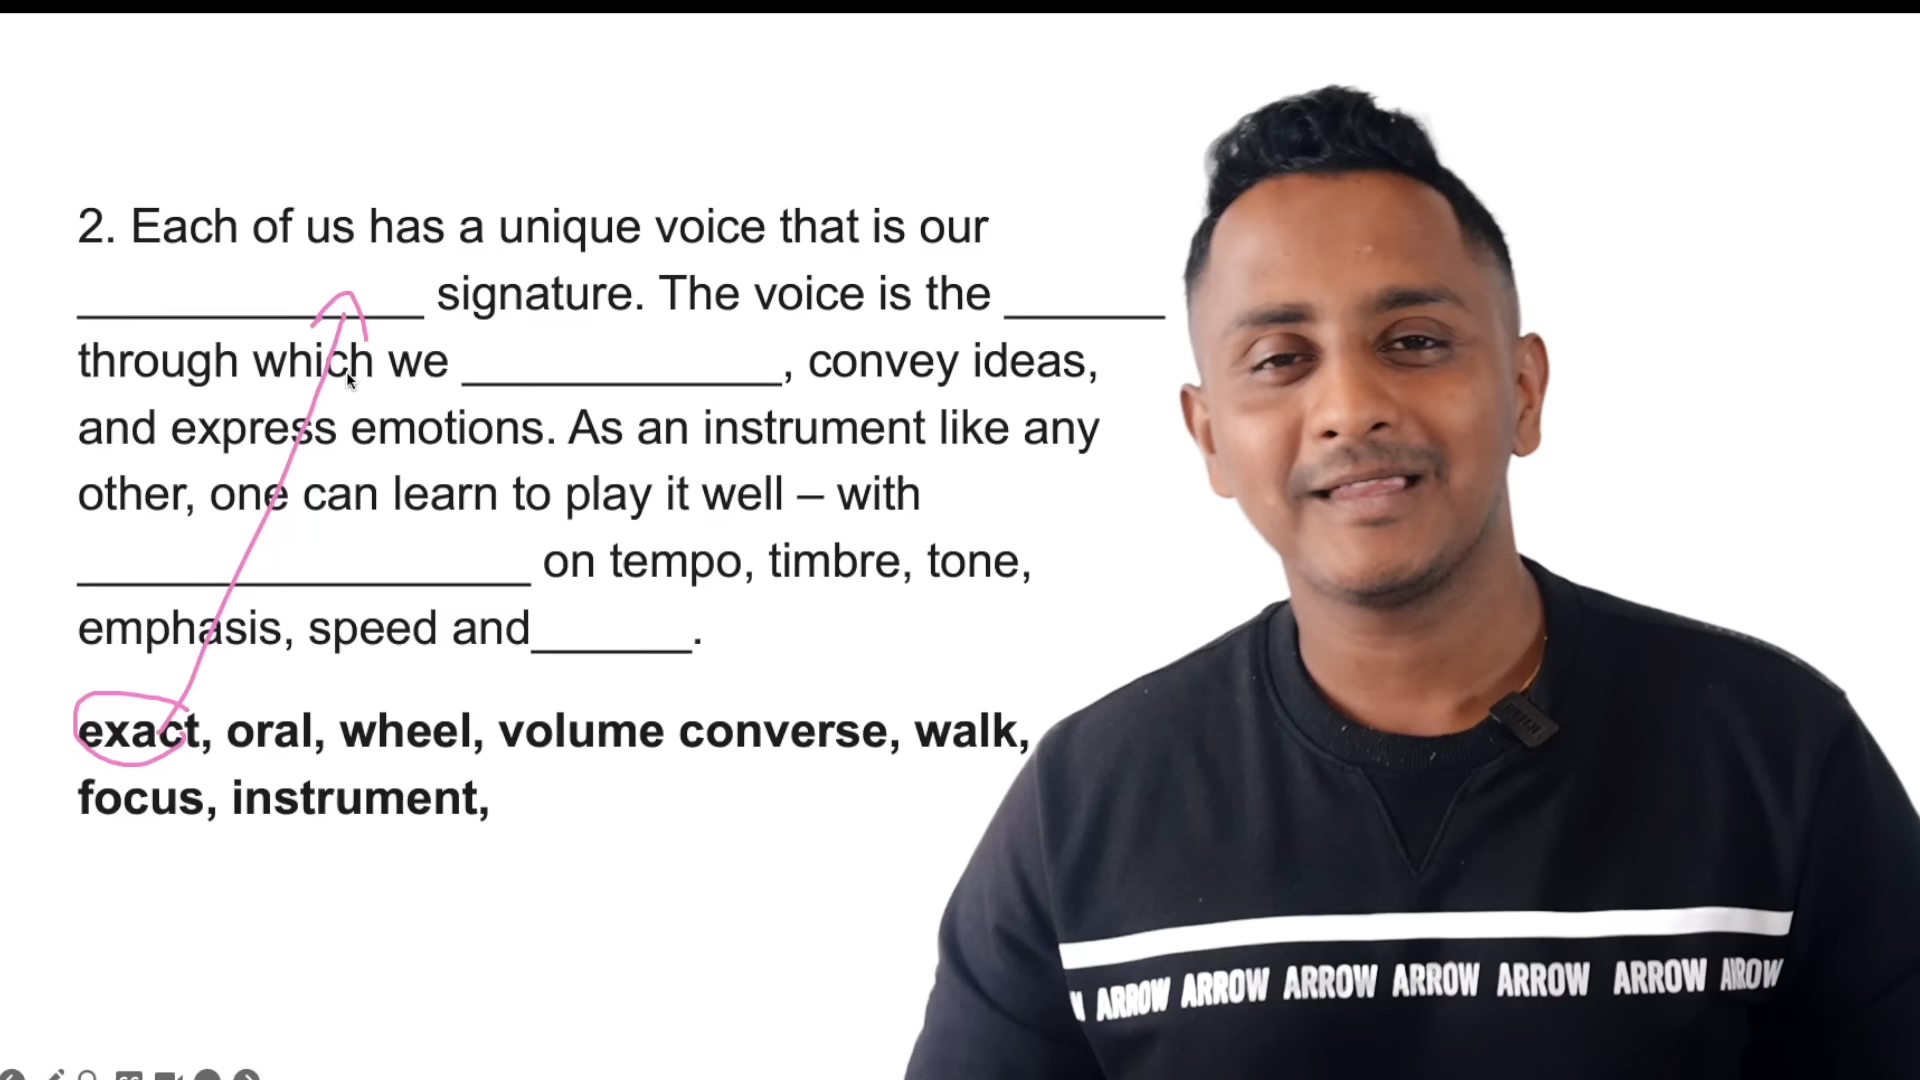 2. Each of us has a unique voice that is our
_______________ signature. The voice is the _______
through which we ______________, convey ideas,
and express emotions. As an instrument like any
other, one can learn to play it well – with
____________________ on tempo, timbre, tone,
emphasis, speed and_______.
exact, oral, wheel, volume converse, walk,
focus, instrument,
ARROW ARROW ARROW ARROW ARROW ARROW ARROW